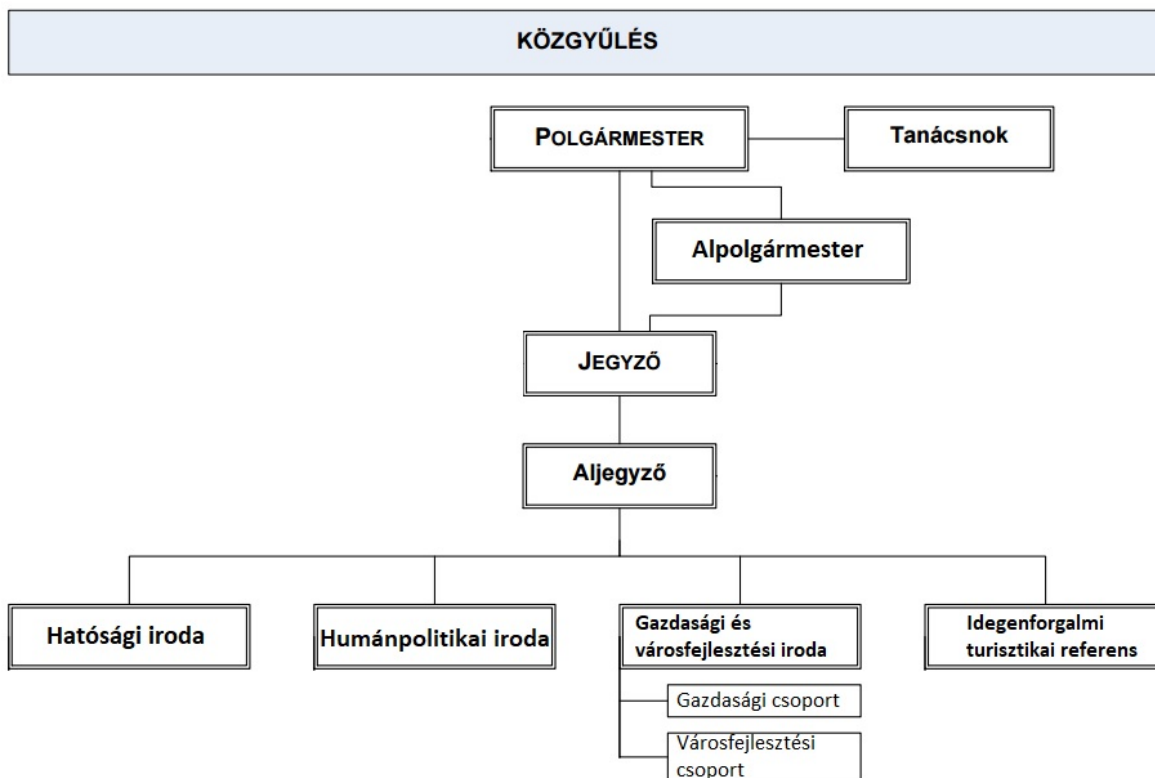 KÖZGYŰLÉS
POLGÁRMESTER
Tanácsnok
Alpolgármester
JEGYZŐ
Aljegyző
Hatósági iroda
Humánpolitikai iroda
Gazdasági és
városfejlesztési iroda
Idegenforgalmi
turisztikai referens
Gazdasági csoport
Városfejlesztési
csoport